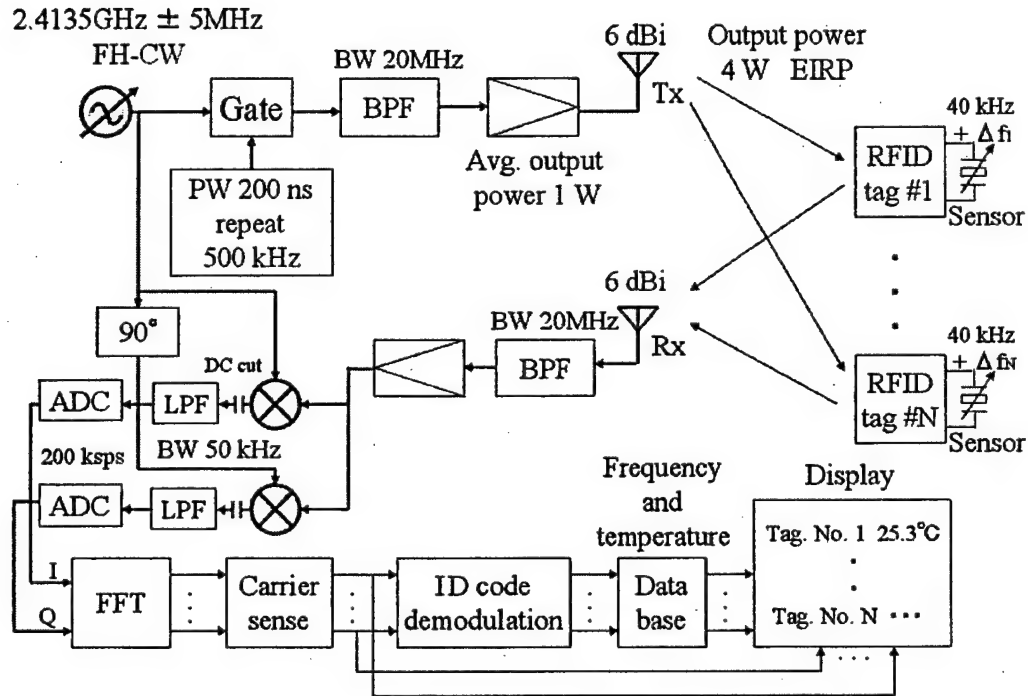 2.4135GHz ± 5MHz
FH-CW
Gate
BW 20MHz
BPF
6 dBi
Tx
Output power
4 W EIRP
Avg. output
power 1 W
PW 200 ns
repeat
500 kHz
40 kHz
+ Δf1
RFID
tag #1
Sensor
90°
DC cut
6 dBi
BW 20MHz
BPF
Rx
40 kHz
+ ΔfN
RFID
tag #N
Sensor
ADC
LPF
200 ksps
BW 50 kHz
ADC
LPF
Frequency
and
temperature
Display
I
Q
FFT
Carrier
sense
ID code
demodulation
Data
base
Tag. No. 1 25.3℃
Tag. No. N ･･･